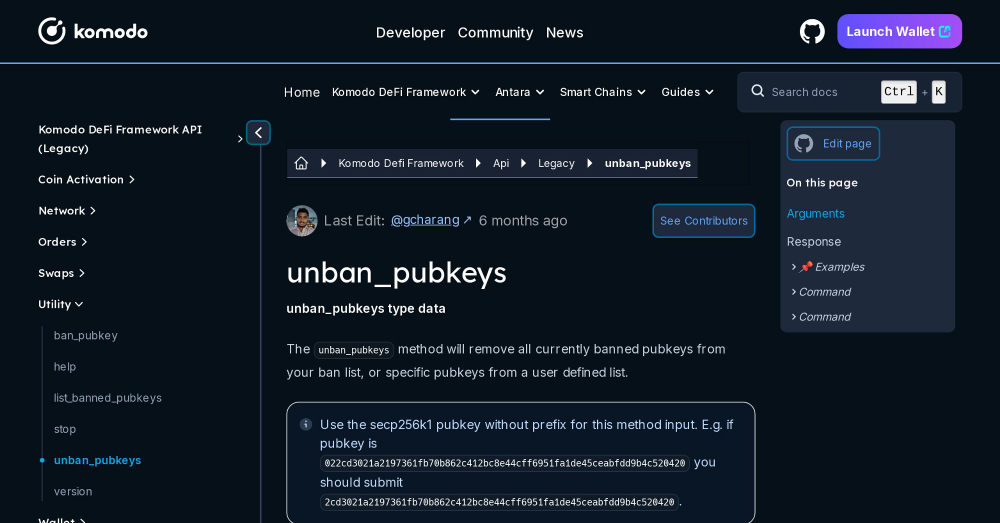 komodo
Developer Community News
Launch Wallet
Home Komodo DeFi Framework Antara Smart Chains Guides
Search docs Ctrl + K
Komodo DeFi Framework API
(Legacy)
Coin Activation
Network
Orders
Swaps
Utility
ban_pubkey
help
list_banned_pubkeys
stop
unban_pubkeys
version
Wallet
Komodo Defi Framework Api Legacy unban_pubkeys
Last Edit: @gcharang ↗ 6 months ago
See Contributors
unban_pubkeys
unban_pubkeys type data
The unban_pubkeys method will remove all currently banned pubkeys from
your ban list, or specific pubkeys from a user defined list.
Use the secp256k1 pubkey without prefix for this method input. E.g. if
pubkey is
022cd3021a2197361fb70b862c412bc8e44cff6951fa1de45ceabfdd9b4c520420 you
should submit
2cd3021a2197361fb70b862c412bc8e44cff6951fa1de45ceabfdd9b4c520420.
Edit page
On this page
Arguments
Response
📌 Examples
Command
Command